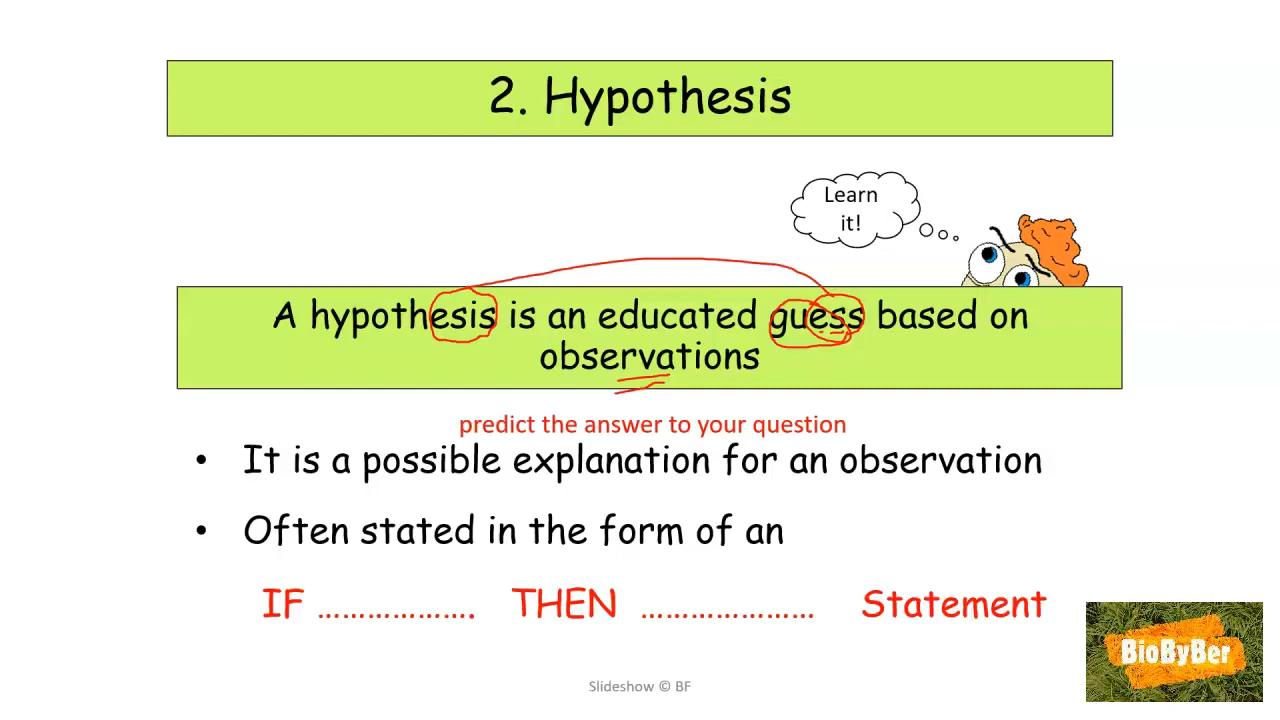 2. Hypothesis
Learn
it!
A hypothesis is an educated guess based on
observations
predict the answer to your question
• It is a possible explanation for an observation
• Often stated in the form of an
IF ………………. THEN ………………… Statement
BioByBer
Slideshow © BF